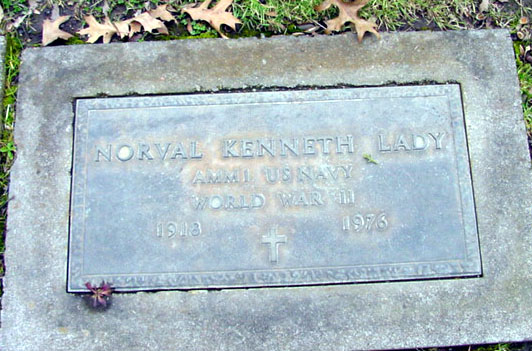 NORVAL KENNETH LADY
AMM1 US NAVY
WORLD WAR II
1918 1976